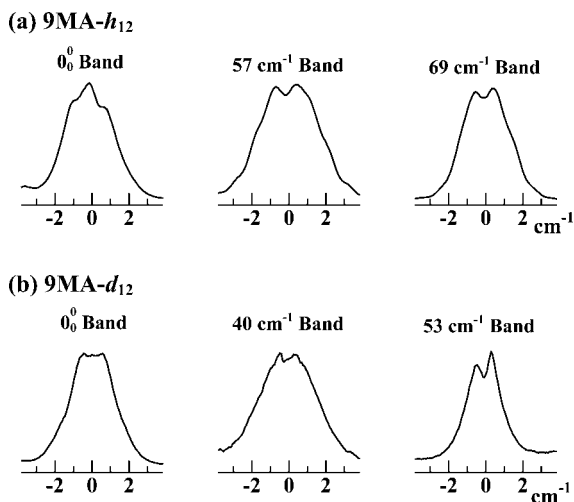 (a) 9MA-h₁₂
0⁰₀ Band 57 cm⁻¹ Band 69 cm⁻¹ Band
-2 0 2 -2 0 2 -2 0 2 cm⁻¹
(b) 9MA-d₁₂
0⁰₀ Band 40 cm⁻¹ Band 53 cm⁻¹ Band
-2 0 2 -2 0 2 -2 0 2 cm⁻¹